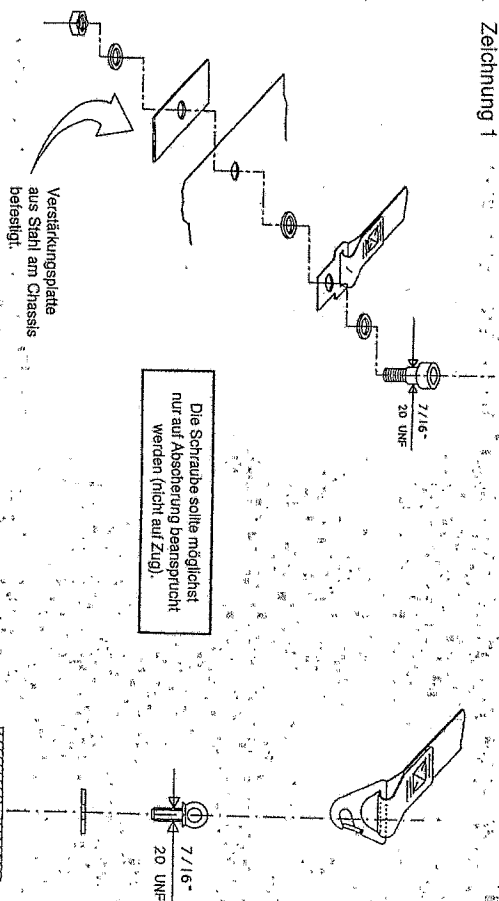 Zeichnung 1
7/16"
20 UNF
Verstärkungsplatte
aus Stahl am Chassis
befestigt.
Die Schraube sollte möglichst
nur auf Abscherung beansprucht
werden (nicht auf Zug).
7/16"
20 UNF